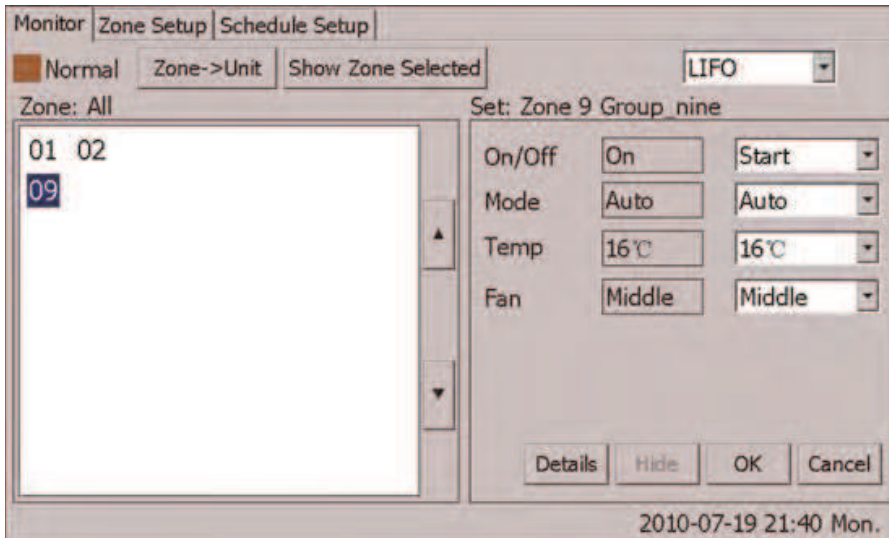 Monitor Zone Setup Schedule Setup
Normal Zone->Unit Show Zone Selected LIFO
Zone: All
01 02
09
Set: Zone 9 Group_nine
On/Off On Start
Mode Auto Auto
Temp 16℃ 16℃
Fan Middle Middle
Details Hide OK Cancel
2010-07-19 21:40 Mon.